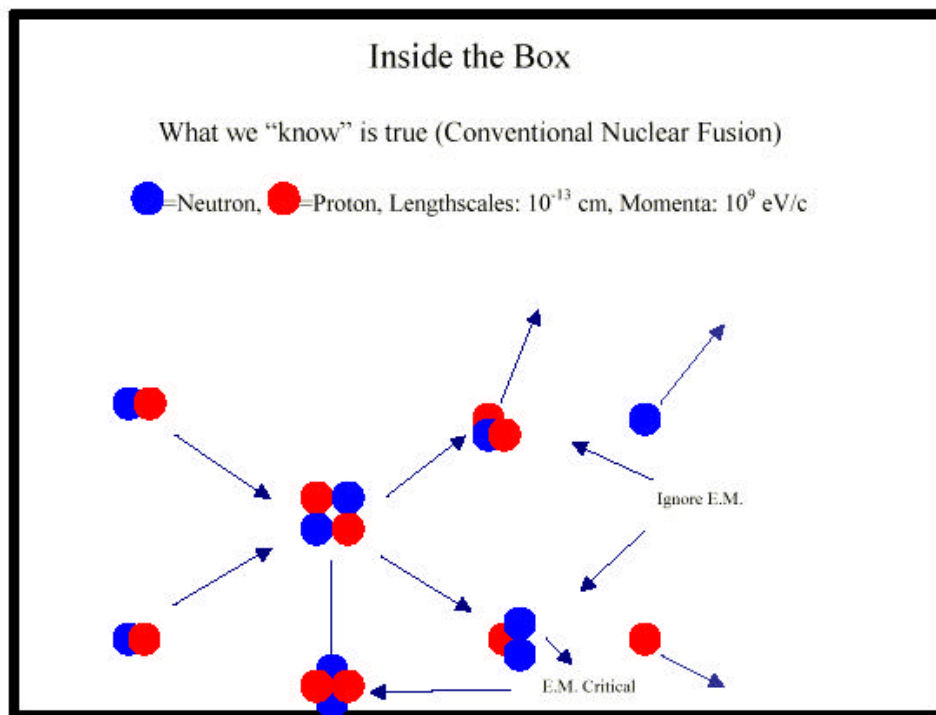 Inside the Box
What we “know” is true (Conventional Nuclear Fusion)
=Neutron, =Proton, Lengthscales: 10⁻¹³ cm, Momenta: 10⁹ eV/c
Ignore E.M.
E.M. Critical